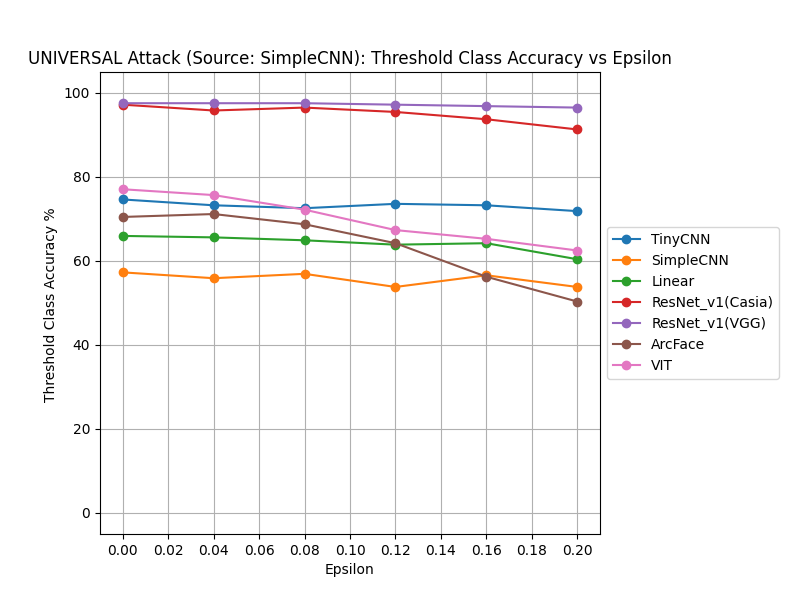 UNIVERSAL Attack (Source: SimpleCNN): Threshold Class Accuracy vs Epsilon
Threshold Class Accuracy %
100
80
60
40
20
0
0.00 0.02 0.04 0.06 0.08 0.10 0.12 0.14 0.16 0.18 0.20
Epsilon
TinyCNN
SimpleCNN
Linear
ResNet_v1(Casia)
ResNet_v1(VGG)
ArcFace
VIT